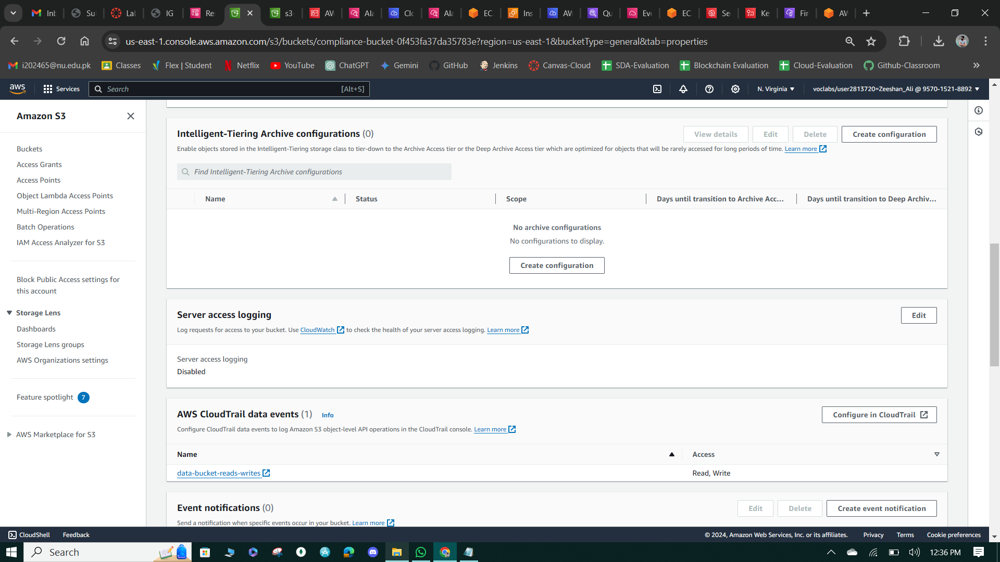 Inb
Su
La
IG
Re
s3-
AW
Ala
Clo
Ala
EC
Ins
AW
Qu
Eve
EC
Se
Ke
Fir
AW
us-east-1.console.aws.amazon.com/s3/buckets/compliance-bucket-0f453fa37da35783e?region=us-east-1&bucketType=general&tab=properties
i202465@nu.edu.pk Classes Flex | Student Netflix YouTube ChatGPT Gemini GitHub Jenkins Canvas-Cloud SDA-Evaluation Blockchain Evaluation Cloud-Evaluation Github-Classroom
aws Services Search [Alt+S] N. Virginia voclabs/user2813720=Zeeshan_Ali @ 9570-1521-8892
Amazon S3
Buckets
Access Grants
Access Points
Object Lambda Access Points
Multi-Region Access Points
Batch Operations
IAM Access Analyzer for S3
Block Public Access settings for
this account
Storage Lens
Dashboards
Storage Lens groups
AWS Organizations settings
Feature spotlight 7
AWS Marketplace for S3
Intelligent-Tiering Archive configurations (0)
View details Edit Delete Create configuration
Enable objects stored in the Intelligent-Tiering storage class to tier-down to the Archive Access tier or the Deep Archive Access tier which are optimized for objects that will be rarely accessed for long periods of time. Learn more
Find Intelligent-Tiering Archive configurations
Name Status Scope Days until transition to Archive Acc... Days until transition to Deep Archiv...
No archive configurations
No configurations to display.
Create configuration
Server access logging
Edit
Log requests for access to your bucket. Use CloudWatch to check the health of your server access logging. Learn more
Server access logging
Disabled
AWS CloudTrail data events (1) Info
Configure in CloudTrail
Configure CloudTrail data events to log Amazon S3 object-level API operations in the CloudTrail console. Learn more
Name Access
data-bucket-reads-writes Read, Write
Event notifications (0)
Edit Delete Create event notification
Send a notification when specific events occur in your bucket. Learn more
CloudShell Feedback © 2024, Amazon Web Services, Inc. or its affiliates. Privacy Terms Cookie preferences
Search 12:36 PM